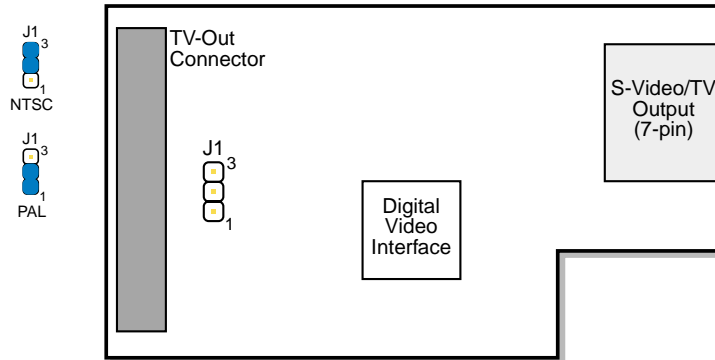 J1
3
1
NTSC
J1
3
1
PAL
TV-Out
Connector
J1
3
1
Digital
Video
Interface
S-Video/TV
Output
(7-pin)